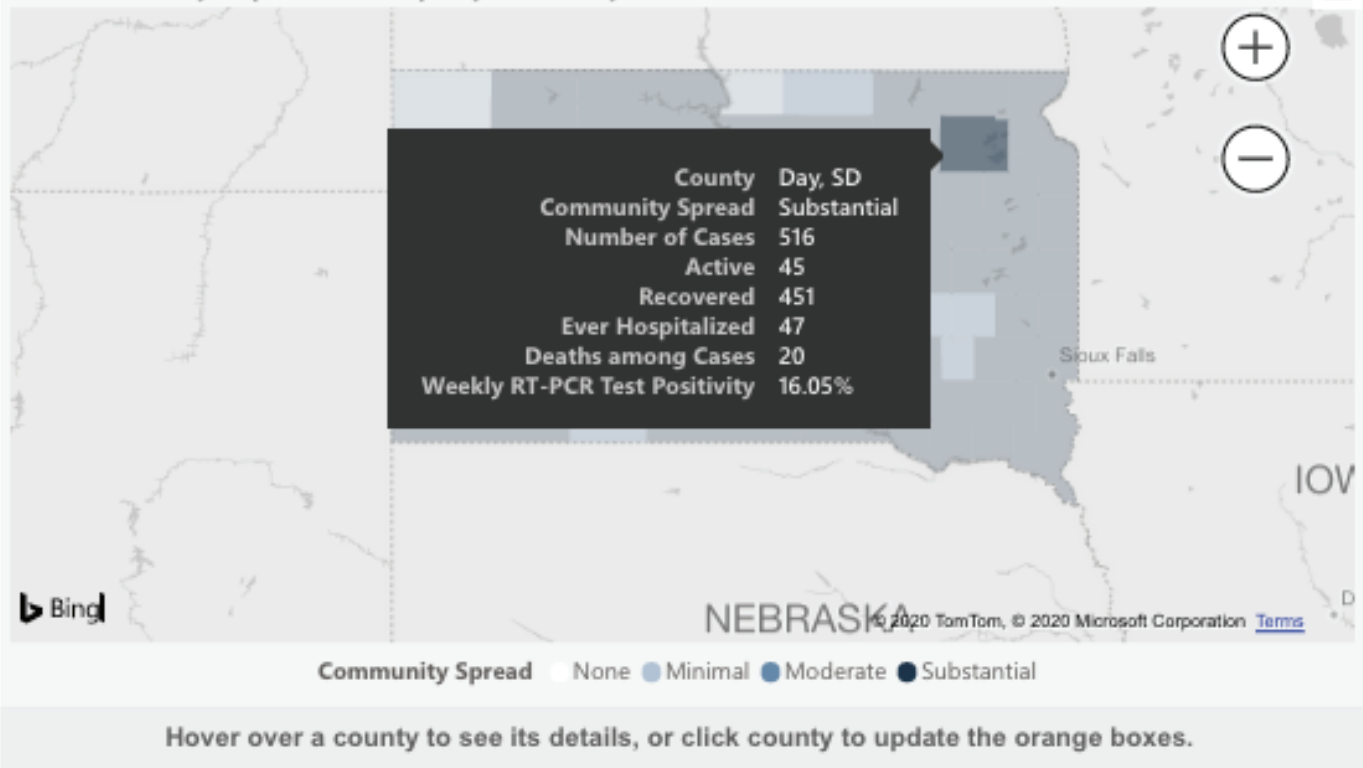 County Day, SD
Community Spread Substantial
Number of Cases 516
Active 45
Recovered 451
Ever Hospitalized 47
Deaths among Cases 20
Weekly RT-PCR Test Positivity 16.05%
Sioux Falls
IOW
D
Bing
NEBRASKA
© 2020 TomTom, © 2020 Microsoft Corporation Terms
Community Spread None Minimal Moderate Substantial
Hover over a county to see its details, or click county to update the orange boxes.